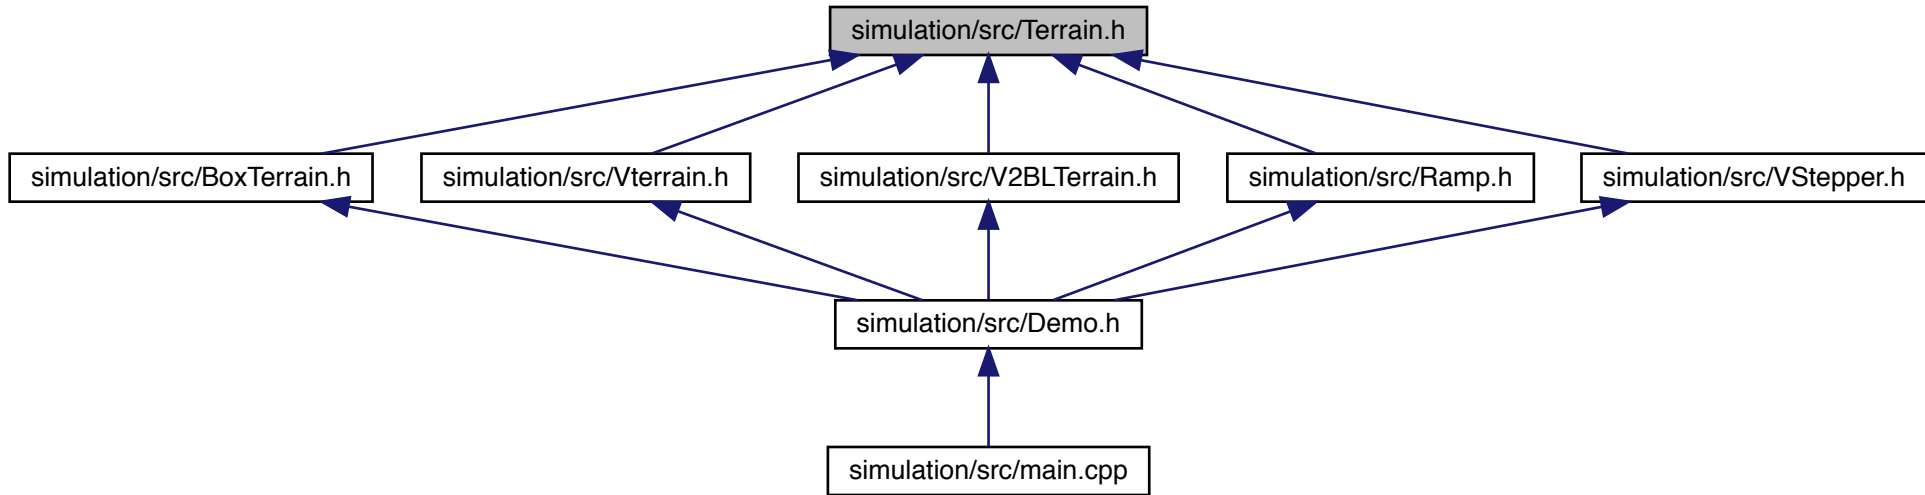 simulation/src/Terrain.h
simulation/src/BoxTerrain.h
simulation/src/Vterrain.h
simulation/src/V2BLTerrain.h
simulation/src/Ramp.h
simulation/src/VStepper.h
simulation/src/Demo.h
simulation/src/main.cpp